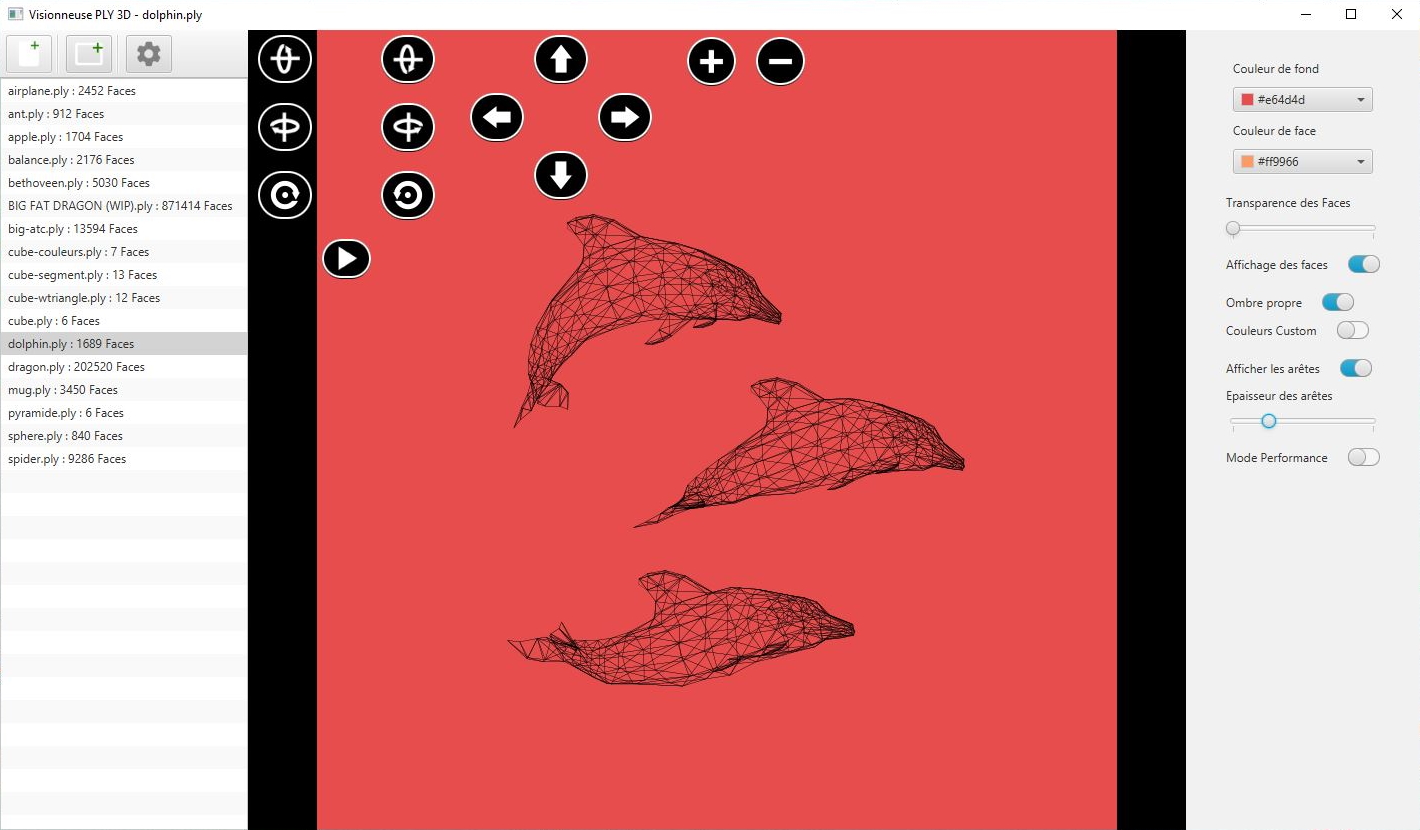 Visionneuse PLY 3D - dolphin.ply
airplane.ply : 2452 Faces
ant.ply : 912 Faces
apple.ply : 1704 Faces
balance.ply : 2176 Faces
bethoveen.ply : 5030 Faces
BIG FAT DRAGON (WIP).ply : 871414 Faces
big-atc.ply : 13594 Faces
cube-couleurs.ply : 7 Faces
cube-segment.ply : 13 Faces
cube-wtriangle.ply : 12 Faces
cube.ply : 6 Faces
dolphin.ply : 1689 Faces
dragon.ply : 202520 Faces
mug.ply : 3450 Faces
pyramide.ply : 6 Faces
sphere.ply : 840 Faces
spider.ply : 9286 Faces
Couleur de fond
#e64d4d
Couleur de face
#ff9966
Transparence des Faces
Affichage des faces
Ombre propre
Couleurs Custom
Afficher les arêtes
Epaisseur des arêtes
Mode Performance